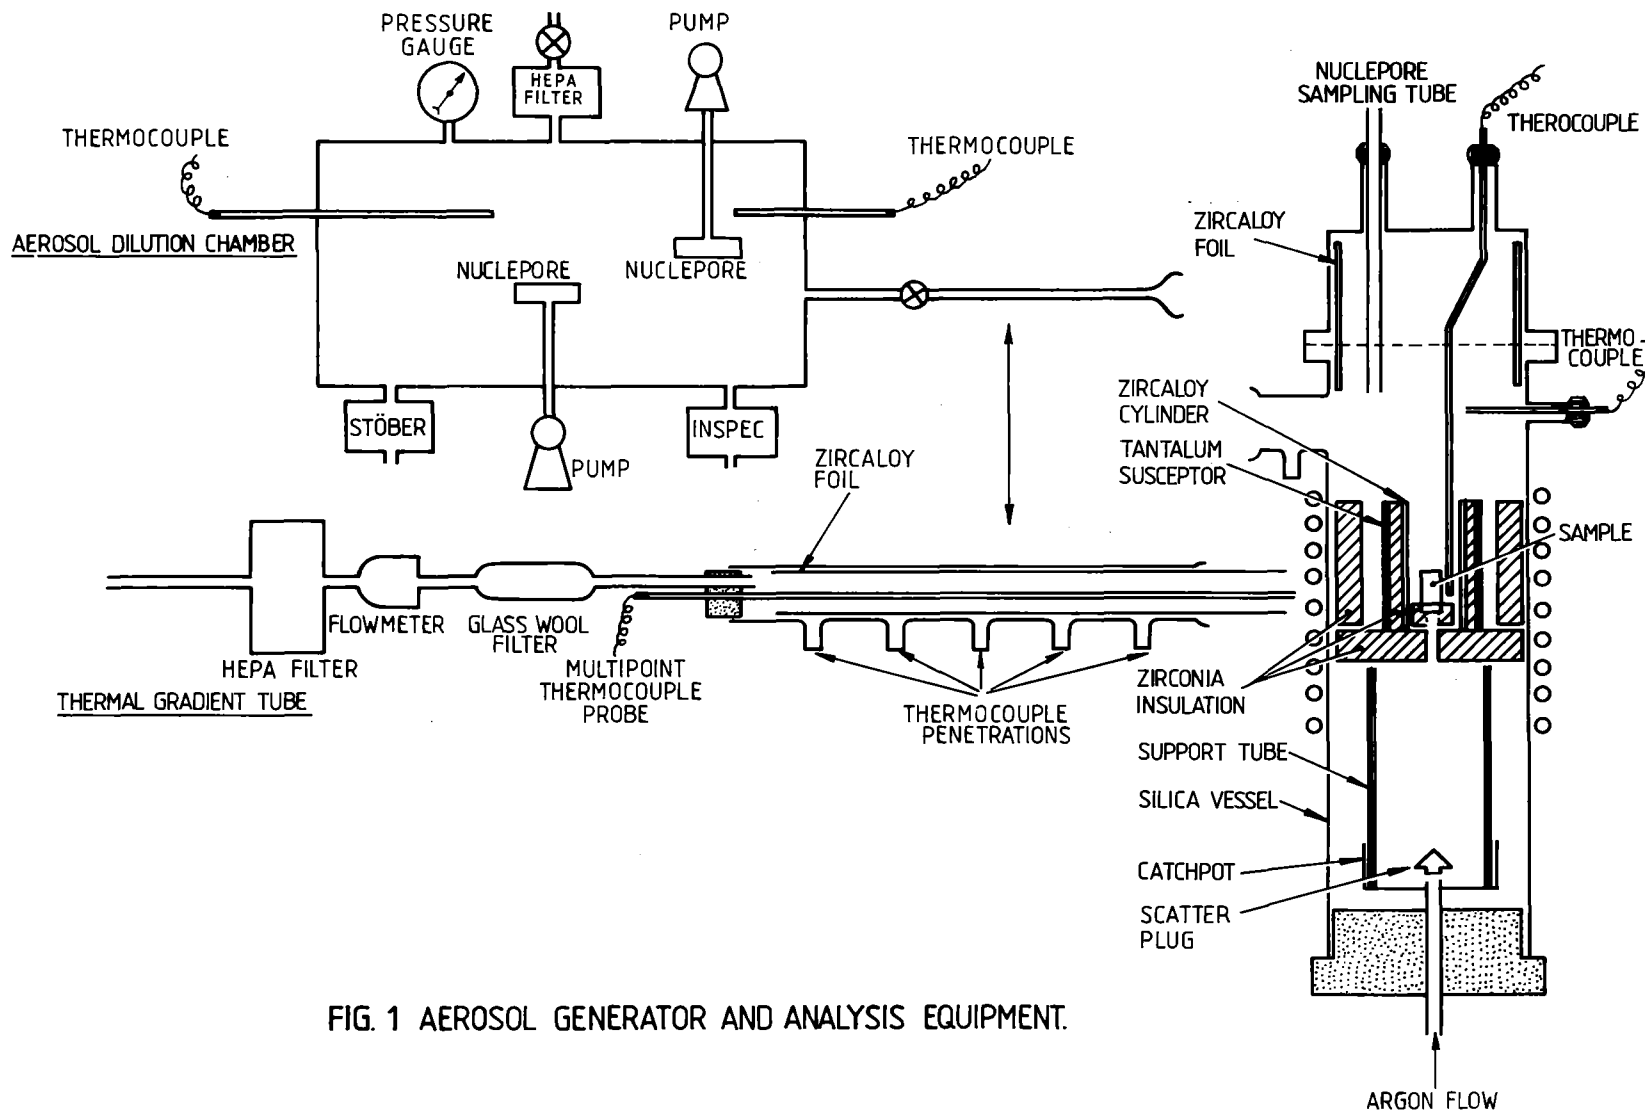 PRESSURE
GAUGE
HEPA
FILTER
PUMP
THERMOCOUPLE
THERMOCOUPLE
AEROSOL DILUTION CHAMBER
NUCLEPORE
NUCLEPORE
STÖBER
PUMP
INSPEC
ZIRCALOY
FOIL
HEPA FILTER
FLOWMETER
GLASS WOOL
FILTER
MULTIPOINT
THERMOCOUPLE
PROBE
THERMOCOUPLE
PENETRATIONS
THERMAL GRADIENT TUBE
NUCLEPORE
SAMPLING TUBE
THEROCOUPLE
ZIRCALOY
FOIL
THERMO-
COUPLE
ZIRCALOY
CYLINDER
TANTALUM
SUSCEPTOR
SAMPLE
ZIRCONIA
INSULATION
SUPPORT TUBE
SILICA VESSEL
CATCHPOT
SCATTER
PLUG
ARGON FLOW
FIG. 1 AEROSOL GENERATOR AND ANALYSIS EQUIPMENT.